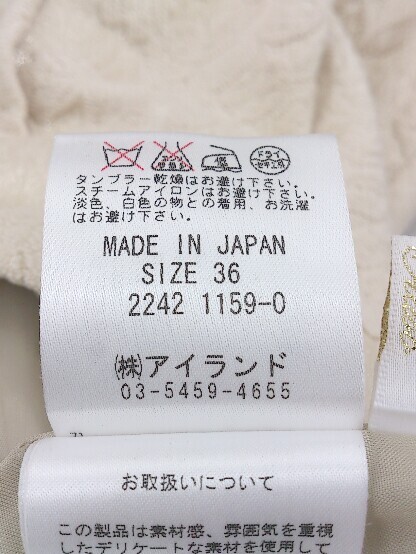 タンブラー乾燥はお避け下さい。
スチームアイロンはお避け下さい。
淡色、白色の物との着用、お洗濯
はお避け下さい。
MADE IN JAPAN
SIZE 36
2242 1159-0
㈱アイランド
03-5459-4655
お取扱いについて
この製品は素材感、雰囲気を重視
したデリケートな素材を使用して